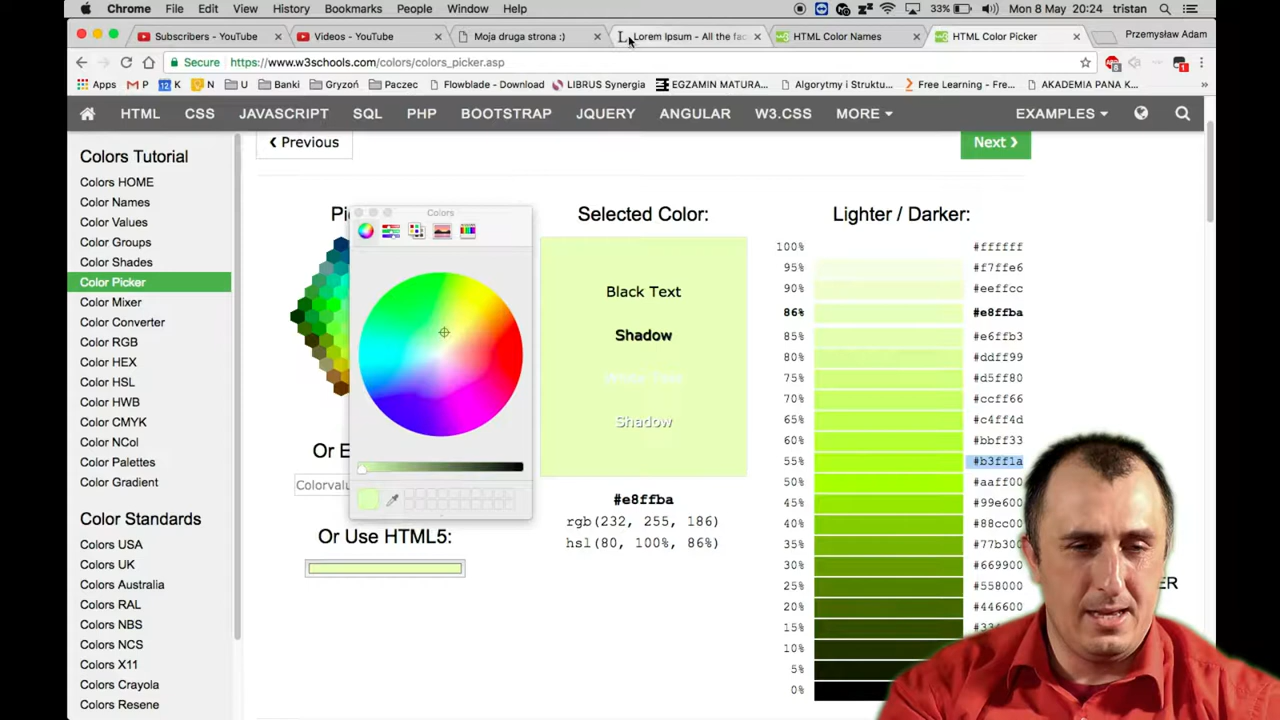 Chrome File Edit View History Bookmarks People Window Help 33% Mon 8 May 20:24 tristan
Subscribers - YouTube Videos - YouTube Moja druga strona :) Lorem Ipsum - All the fac HTML Color Names HTML Color Picker Przemysław Adam
Secure https://www.w3schools.com/colors/colors_picker.asp
Apps K U N Banki Gryzoń Paczec Flowblade - Download LIBRUS Synergia EGZAMIN MATURA... Algorytmy i Struktu... Free Learning - Fre... AKADEMIA PANA K... »
HTML CSS JAVASCRIPT SQL PHP BOOTSTRAP JQUERY ANGULAR W3.CSS MORE EXAMPLES
❮ Previous
Next ❯
Colors Tutorial
Colors HOME
Color Names
Color Values
Color Groups
Color Shades
Color Picker
Color Mixer
Color Converter
Color RGB
Color HEX
Color HSL
Color HWB
Color CMYK
Color NCol
Color Palettes
Color Gradient
Color Standards
Colors USA
Colors UK
Colors Australia
Colors RAL
Colors NBS
Colors NCS
Colors X11
Colors Crayola
Colors Resene
Pi
Colors
Or E
Colorvalu
Or Use HTML5:
Selected Color:
Black Text
Shadow
White Text
Shadow
#e8ffba
rgb(232, 255, 186)
hsl(80, 100%, 86%)
Lighter / Darker:
100% #ffffff
95% #f7ffe6
90% #eeffcc
86% #e8ffba
85% #e6ffb3
80% #ddff99
75% #d5ff80
70% #ccff66
65% #c4ff4d
60% #bbff33
55% #b3ff1a
50% #aaff00
45% #99e600
40% #88cc00
35% #77b300
30% #669900
25% #558000
20% #446600
15% #334
10%
5%
0%
ER